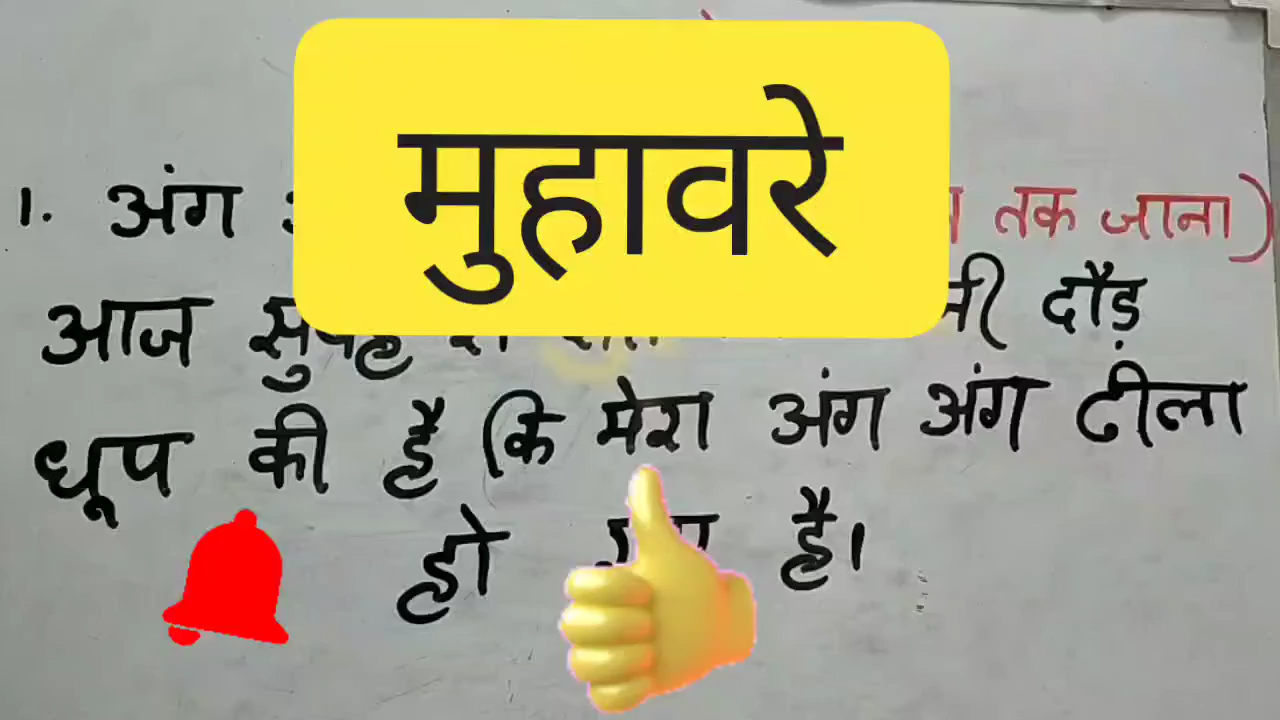 मुहावरे
1. अंग तक जाना)
आज सुबह से दौड़
धूप की है कि मेरा अंग अंग ढीला
हो है।